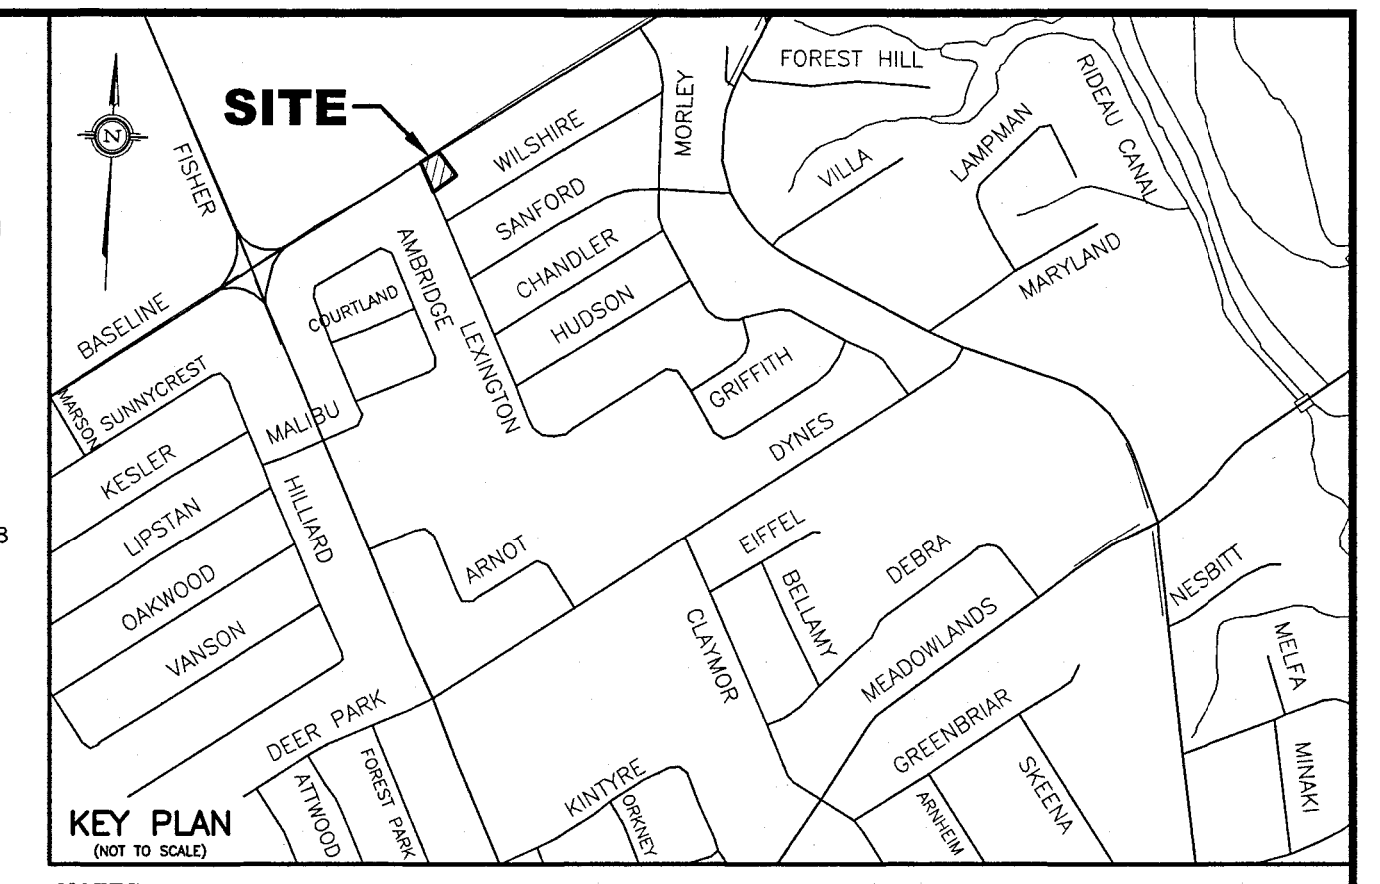 FOREST HILL
RIDEAU CANAL
SITE
MORLEY
LAMPMAN
WILSHIRE
N
FISHER
VILLA
SANFORD
AMBRIDGE
CHANDLER
MARYLAND
COURTLAND
HUDSON
BASELINE
LEXINGTON
SUNNYCREST
GRIFFITH
MARSON
MALIBU
DYNES
KESLER
HILLIARD
LIPSTAN
EIFFEL
DEBRA
ARNOT
BELLAMY
NESBITT
OAKWOOD
CLAYMOR
MEADOWLANDS
VANSON
MELFA
DEER PARK
GREENBRIAR
FOREST PARK
KINTYRE
SKEENA
MINAKI
ATTWOOD
ORKNEY
ARNHEIM
KEY PLAN
(NOT TO SCALE)